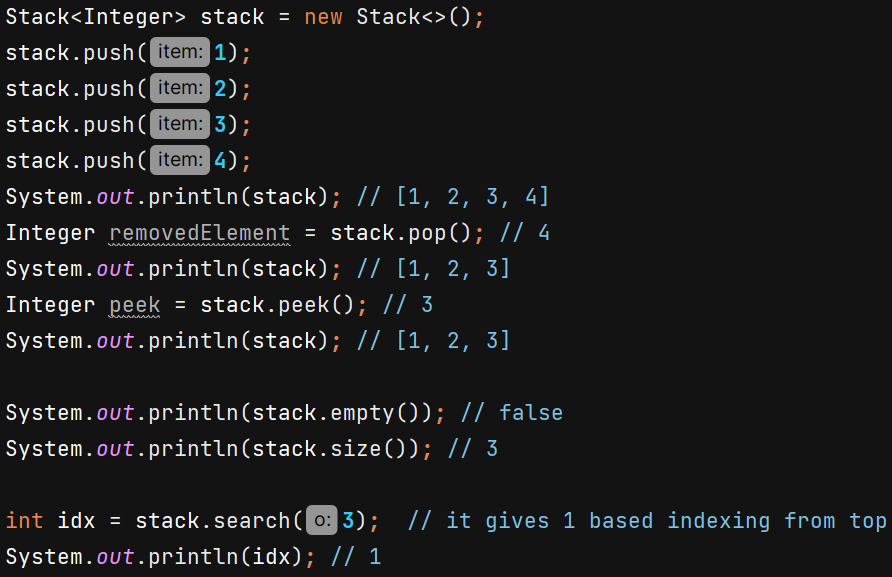 Stack<Integer> stack = new Stack<>();
stack.push( item: 1);
stack.push( item: 2);
stack.push( item: 3);
stack.push( item: 4);
System.out.println(stack); // [1, 2, 3, 4]
Integer removedElement = stack.pop(); // 4
System.out.println(stack); // [1, 2, 3]
Integer peek = stack.peek(); // 3
System.out.println(stack); // [1, 2, 3]
System.out.println(stack.empty()); // false
System.out.println(stack.size()); // 3
int idx = stack.search( o: 3);  // it gives 1 based indexing from top
System.out.println(idx); // 1